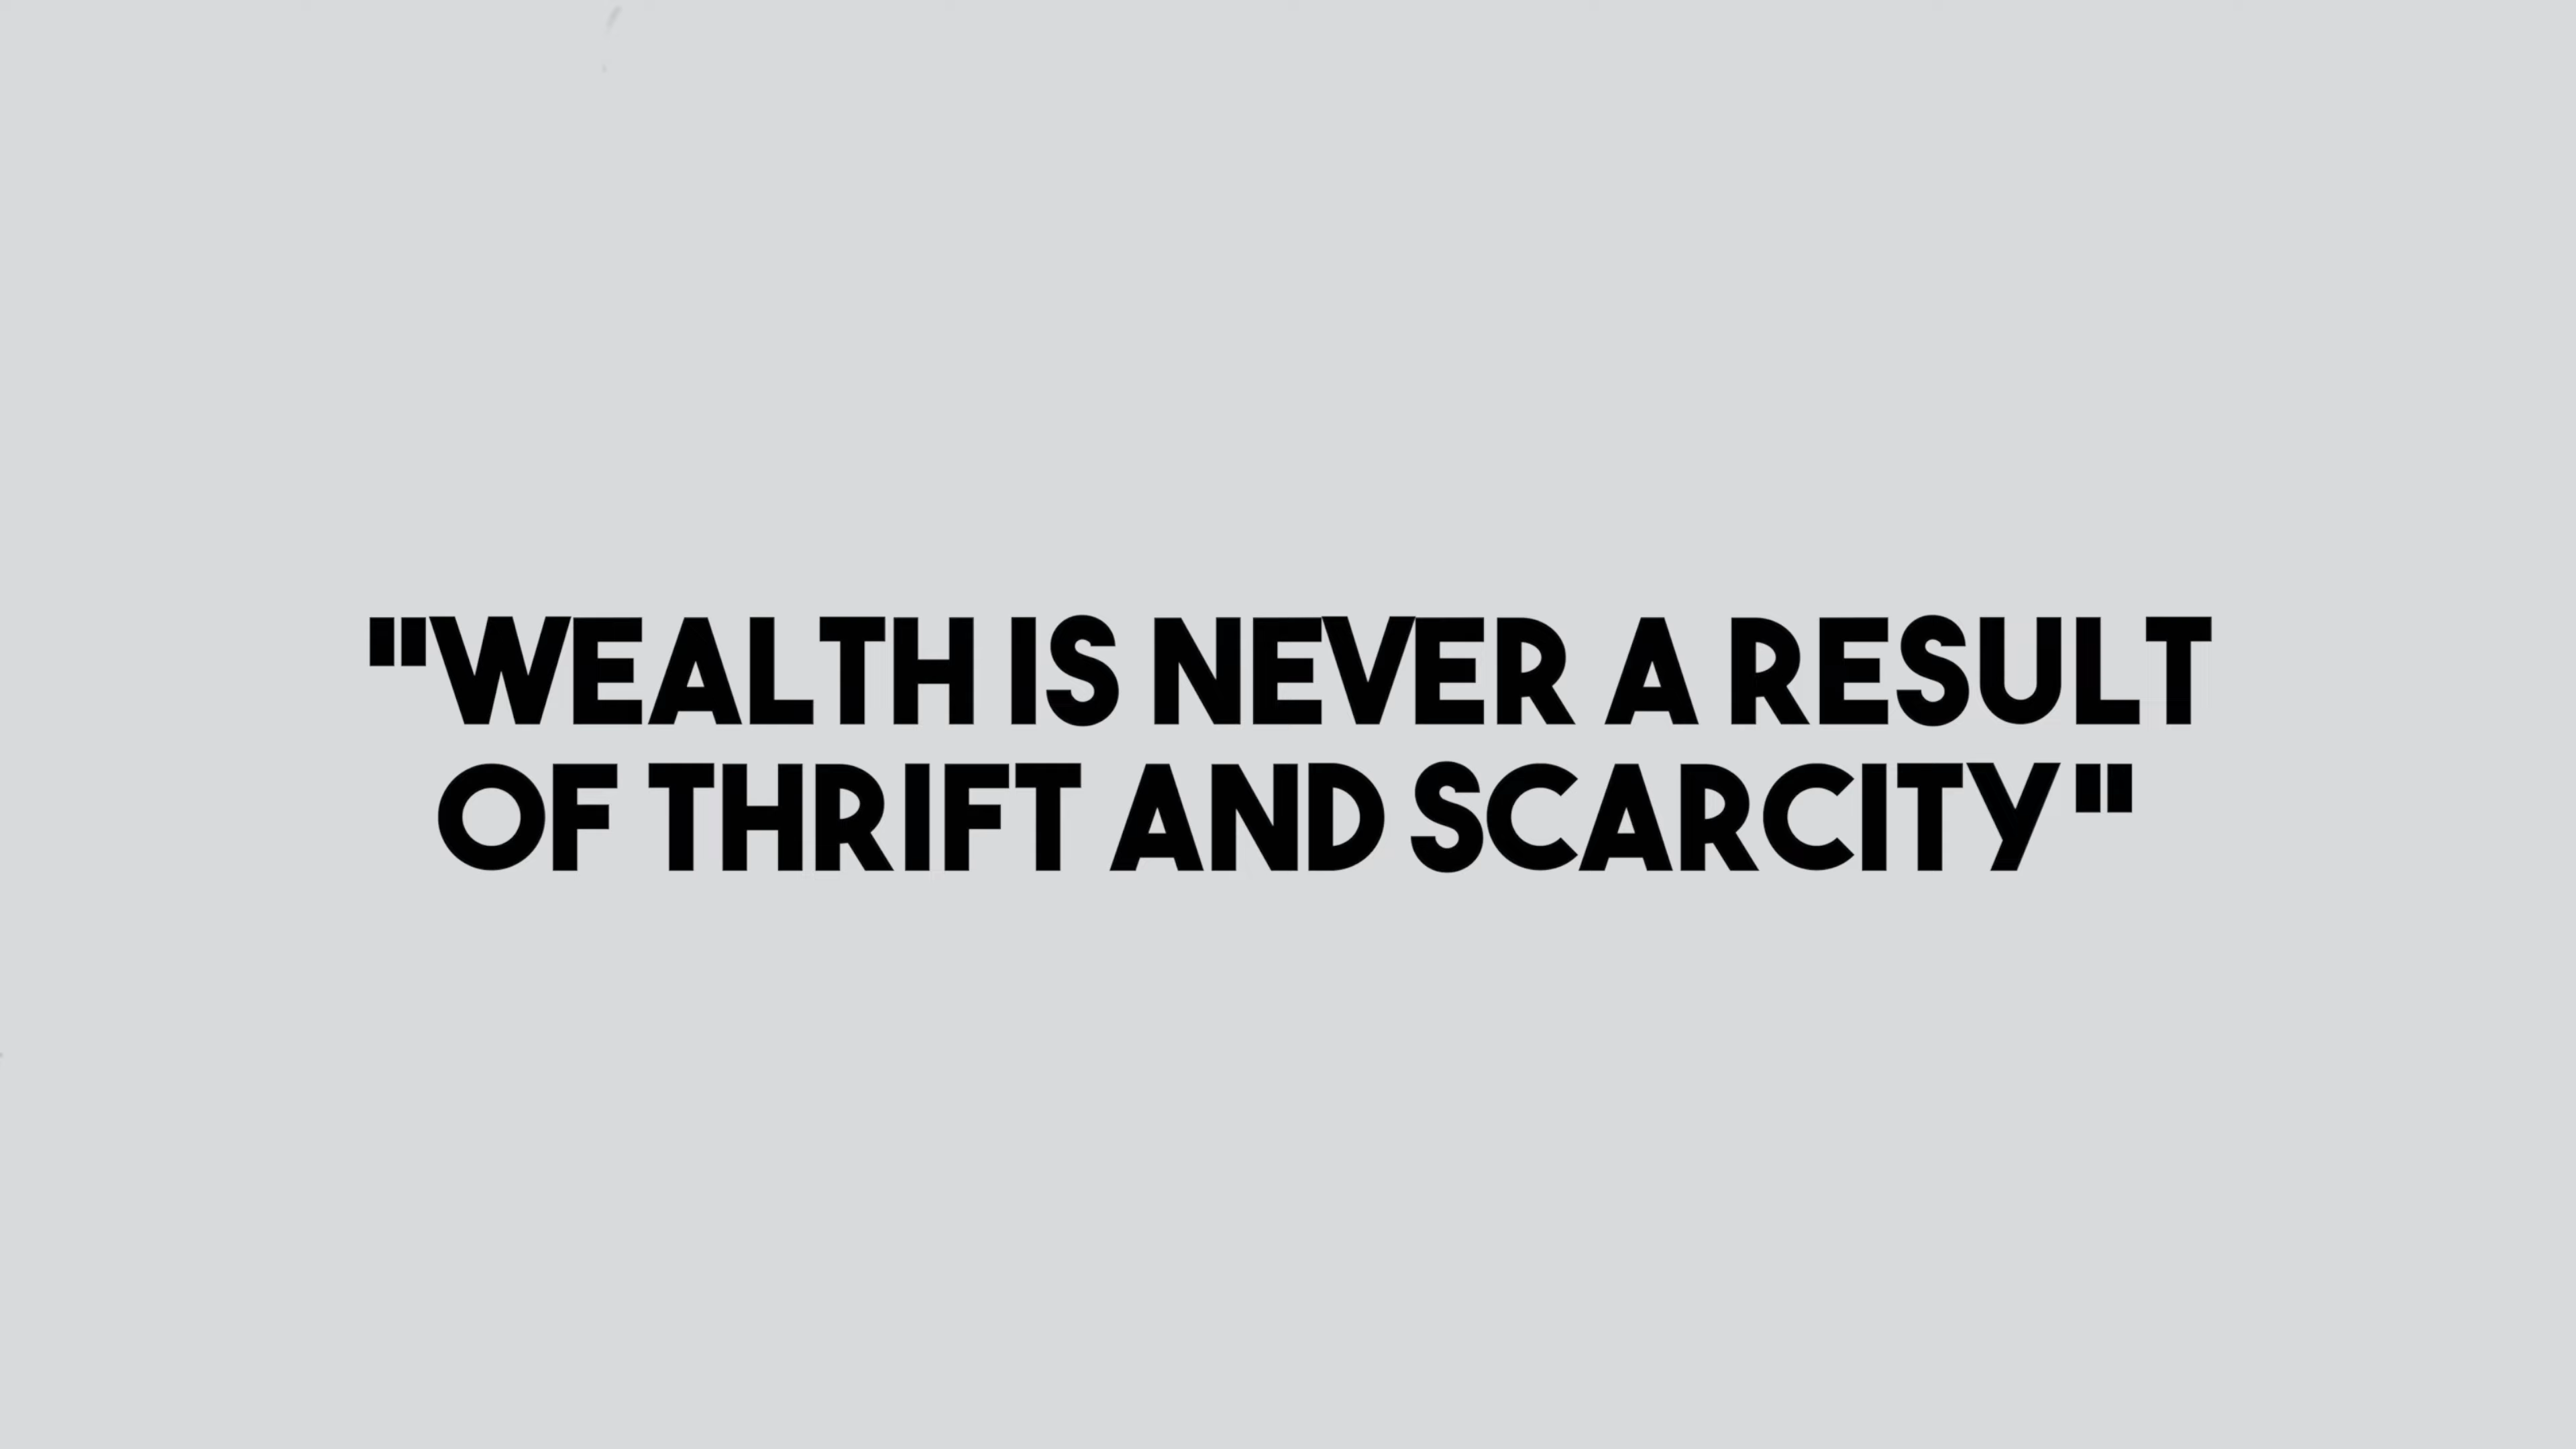 "WEALTH IS NEVER A RESULT
OF THRIFT AND SCARCITY"